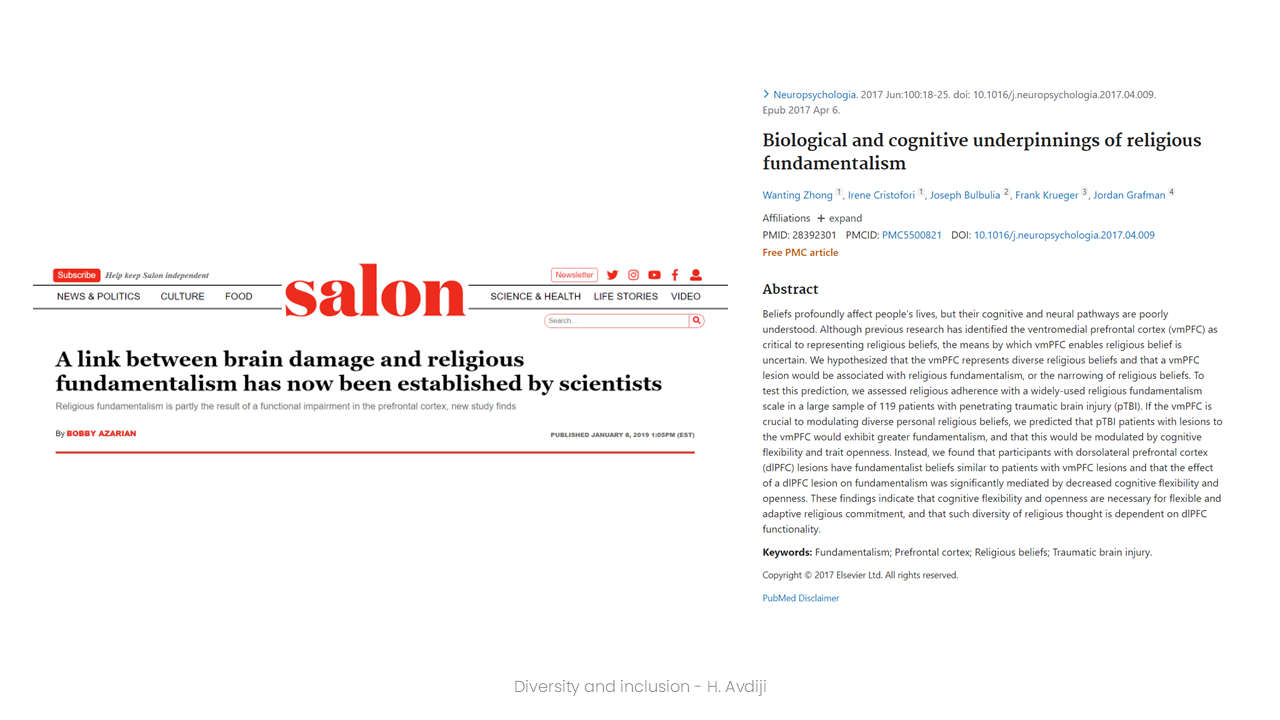 Subscribe Help keep Salon independent
salon
Newsletter
NEWS & POLITICS CULTURE FOOD
SCIENCE & HEALTH LIFE STORIES VIDEO
Search...
A link between brain damage and religious
fundamentalism has now been established by scientists
Religious fundamentalism is partly the result of a functional impairment in the prefrontal cortex, new study finds
By BOBBY AZARIAN
PUBLISHED JANUARY 8, 2019 1:05PM (EST)
Neuropsychologia. 2017 Jun:100:18-25. doi: 10.1016/j.neuropsychologia.2017.04.009.
Epub 2017 Apr 6.
Biological and cognitive underpinnings of religious
fundamentalism
Wanting Zhong 1, Irene Cristofori 1, Joseph Bulbulia 2, Frank Krueger 3, Jordan Grafman 4
Affiliations + expand
PMID: 28392301 PMCID: PMC5500821 DOI: 10.1016/j.neuropsychologia.2017.04.009
Free PMC article
Abstract
Beliefs profoundly affect people's lives, but their cognitive and neural pathways are poorly
understood. Although previous research has identified the ventromedial prefrontal cortex (vmPFC) as
critical to representing religious beliefs, the means by which vmPFC enables religious belief is
uncertain. We hypothesized that the vmPFC represents diverse religious beliefs and that a vmPFC
lesion would be associated with religious fundamentalism, or the narrowing of religious beliefs. To
test this prediction, we assessed religious adherence with a widely-used religious fundamentalism
scale in a large sample of 119 patients with penetrating traumatic brain injury (pTBI). If the vmPFC is
crucial to modulating diverse personal religious beliefs, we predicted that pTBI patients with lesions to
the vmPFC would exhibit greater fundamentalism, and that this would be modulated by cognitive
flexibility and trait openness. Instead, we found that participants with dorsolateral prefrontal cortex
(dlPFC) lesions have fundamentalist beliefs similar to patients with vmPFC lesions and that the effect
of a dlPFC lesion on fundamentalism was significantly mediated by decreased cognitive flexibility and
openness. These findings indicate that cognitive flexibility and openness are necessary for flexible and
adaptive religious commitment, and that such diversity of religious thought is dependent on dlPFC
functionality.
Keywords: Fundamentalism; Prefrontal cortex; Religious beliefs; Traumatic brain injury.
Copyright © 2017 Elsevier Ltd. All rights reserved.
PubMed Disclaimer
Diversity and inclusion - H. Avdiji